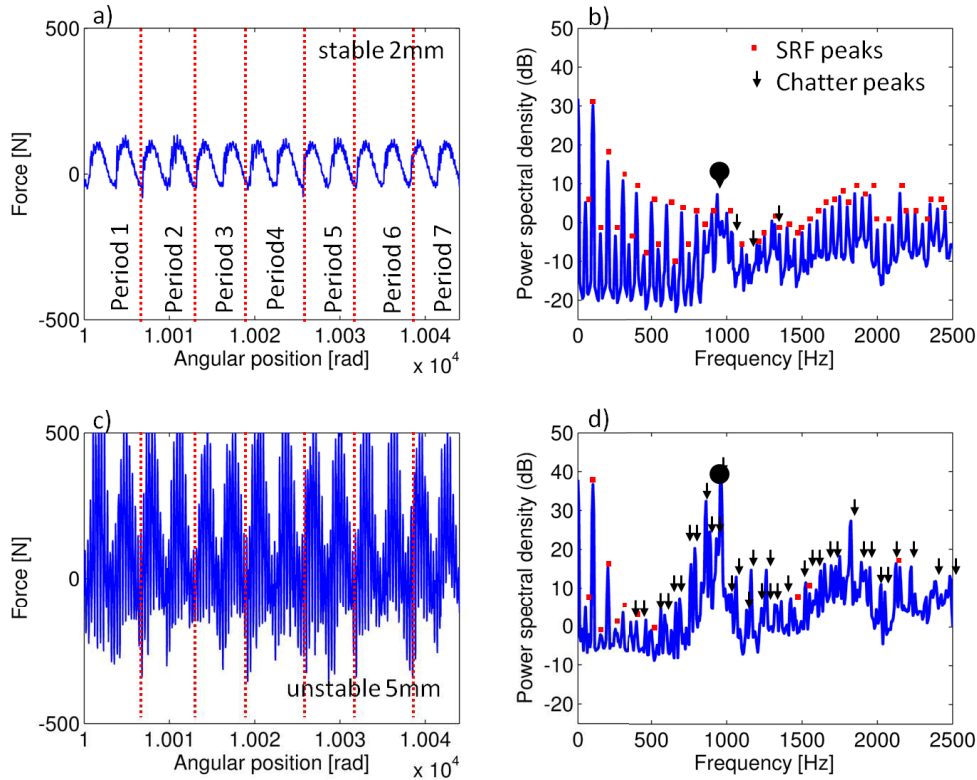 a)
500
0
-500
Force [N]
stable 2mm
Period 1
Period 2
Period 3
Period4
Period 5
Period 6
Period 7
1
1.001
1.002
1.003
1.004
Angular position [rad]
x 10^4
b)
50
40
30
20
10
0
-10
-20
Power spectral density (dB)
SRF peaks
Chatter peaks
0
500
1000
1500
2000
2500
Frequency [Hz]
c)
500
0
-500
Force [N]
unstable 5mm
1
1.001
1.002
1.003
1.004
Angular position [rad]
x 10^4
d)
50
40
30
20
10
0
-10
20
Power spectral density (dB)
0
500
1000
1500
2000
2500
Frequency [Hz]